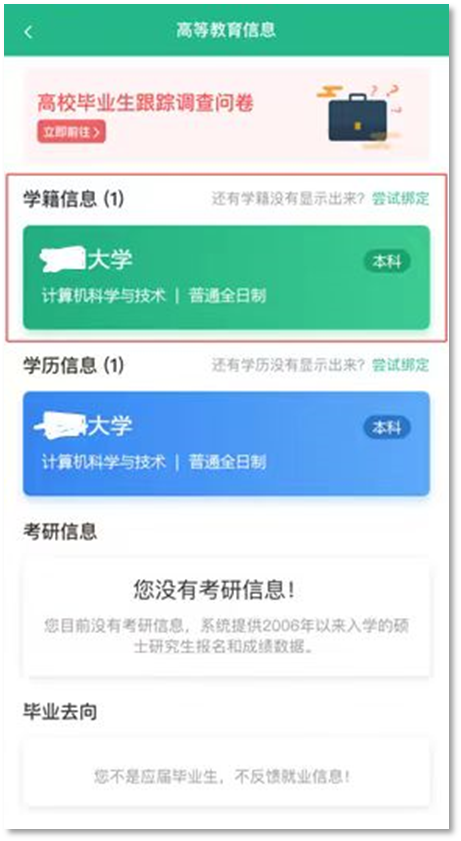 高等教育信息
高校毕业生跟踪调查问卷
立即前往
学籍信息 (1)
还有学籍没有显示出来？ 尝试绑定
大学
本科
计算机科学与技术 | 普通全日制
学历信息 (1)
还有学历没有显示出来？ 尝试绑定
大学
本科
计算机科学与技术 | 普通全日制
考研信息
您没有考研信息！
您目前没有考研信息，系统提供2006年以来入学的硕
士研究生报名和成绩数据。
毕业去向
您不是应届毕业生，不反馈就业信息！